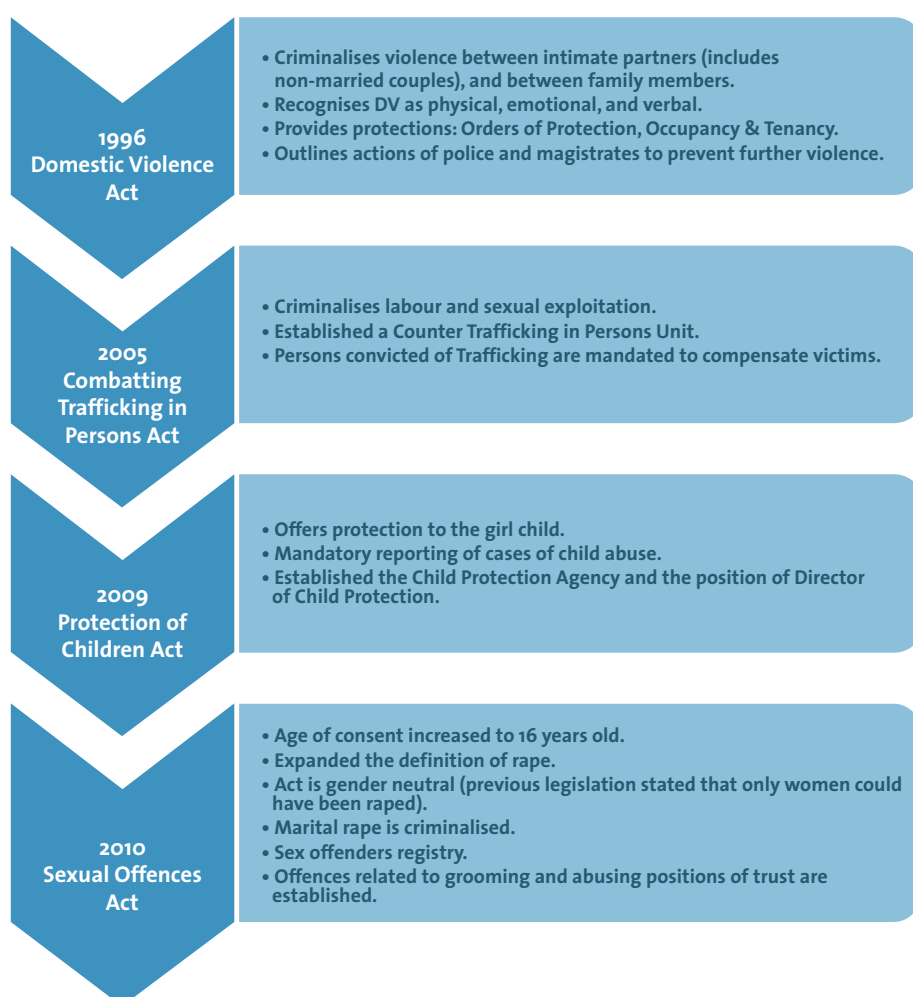 1996
Domestic Violence
Act
• Criminalises violence between intimate partners (includes
non-married couples), and between family members.
• Recognises DV as physical, emotional, and verbal.
• Provides protections: Orders of Protection, Occupancy & Tenancy.
• Outlines actions of police and magistrates to prevent further violence.
2005
Combatting
Trafficking in
Persons Act
• Criminalises labour and sexual exploitation.
• Established a Counter Trafficking in Persons Unit.
• Persons convicted of Trafficking are mandated to compensate victims.
2009
Protection of
Children Act
• Offers protection to the girl child.
• Mandatory reporting of cases of child abuse.
• Established the Child Protection Agency and the position of Director
of Child Protection.
2010
Sexual Offences
Act
• Age of consent increased to 16 years old.
• Expanded the definition of rape.
• Act is gender neutral (previous legislation stated that only women could
have been raped).
• Marital rape is criminalised.
• Sex offenders registry.
• Offences related to grooming and abusing positions of trust are
established.